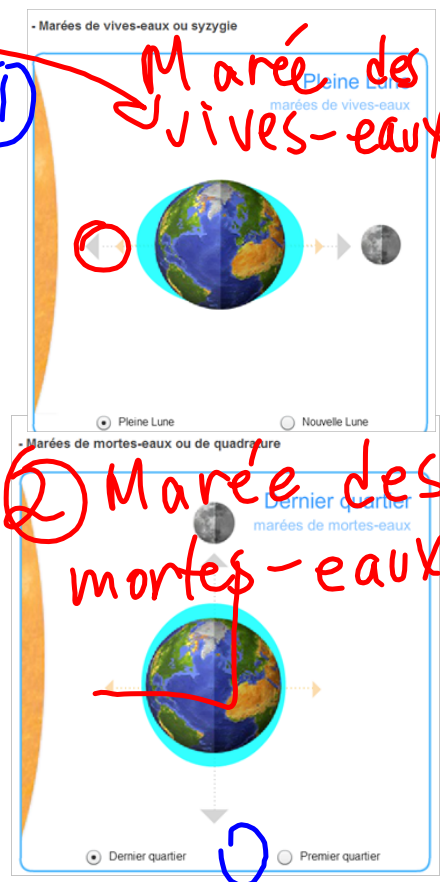 - Marées de vives-eaux ou syzygie
Marée des
Pleine Lune
marées de vives-eaux
vives-eaux
1
Pleine Lune
Nouvelle Lune
- Marées de mortes-eaux ou de quadrature
2 Marée des
Dernier quartier
marées de mortes-eaux
mortes-eaux
Dernier quartier
Premier quartier